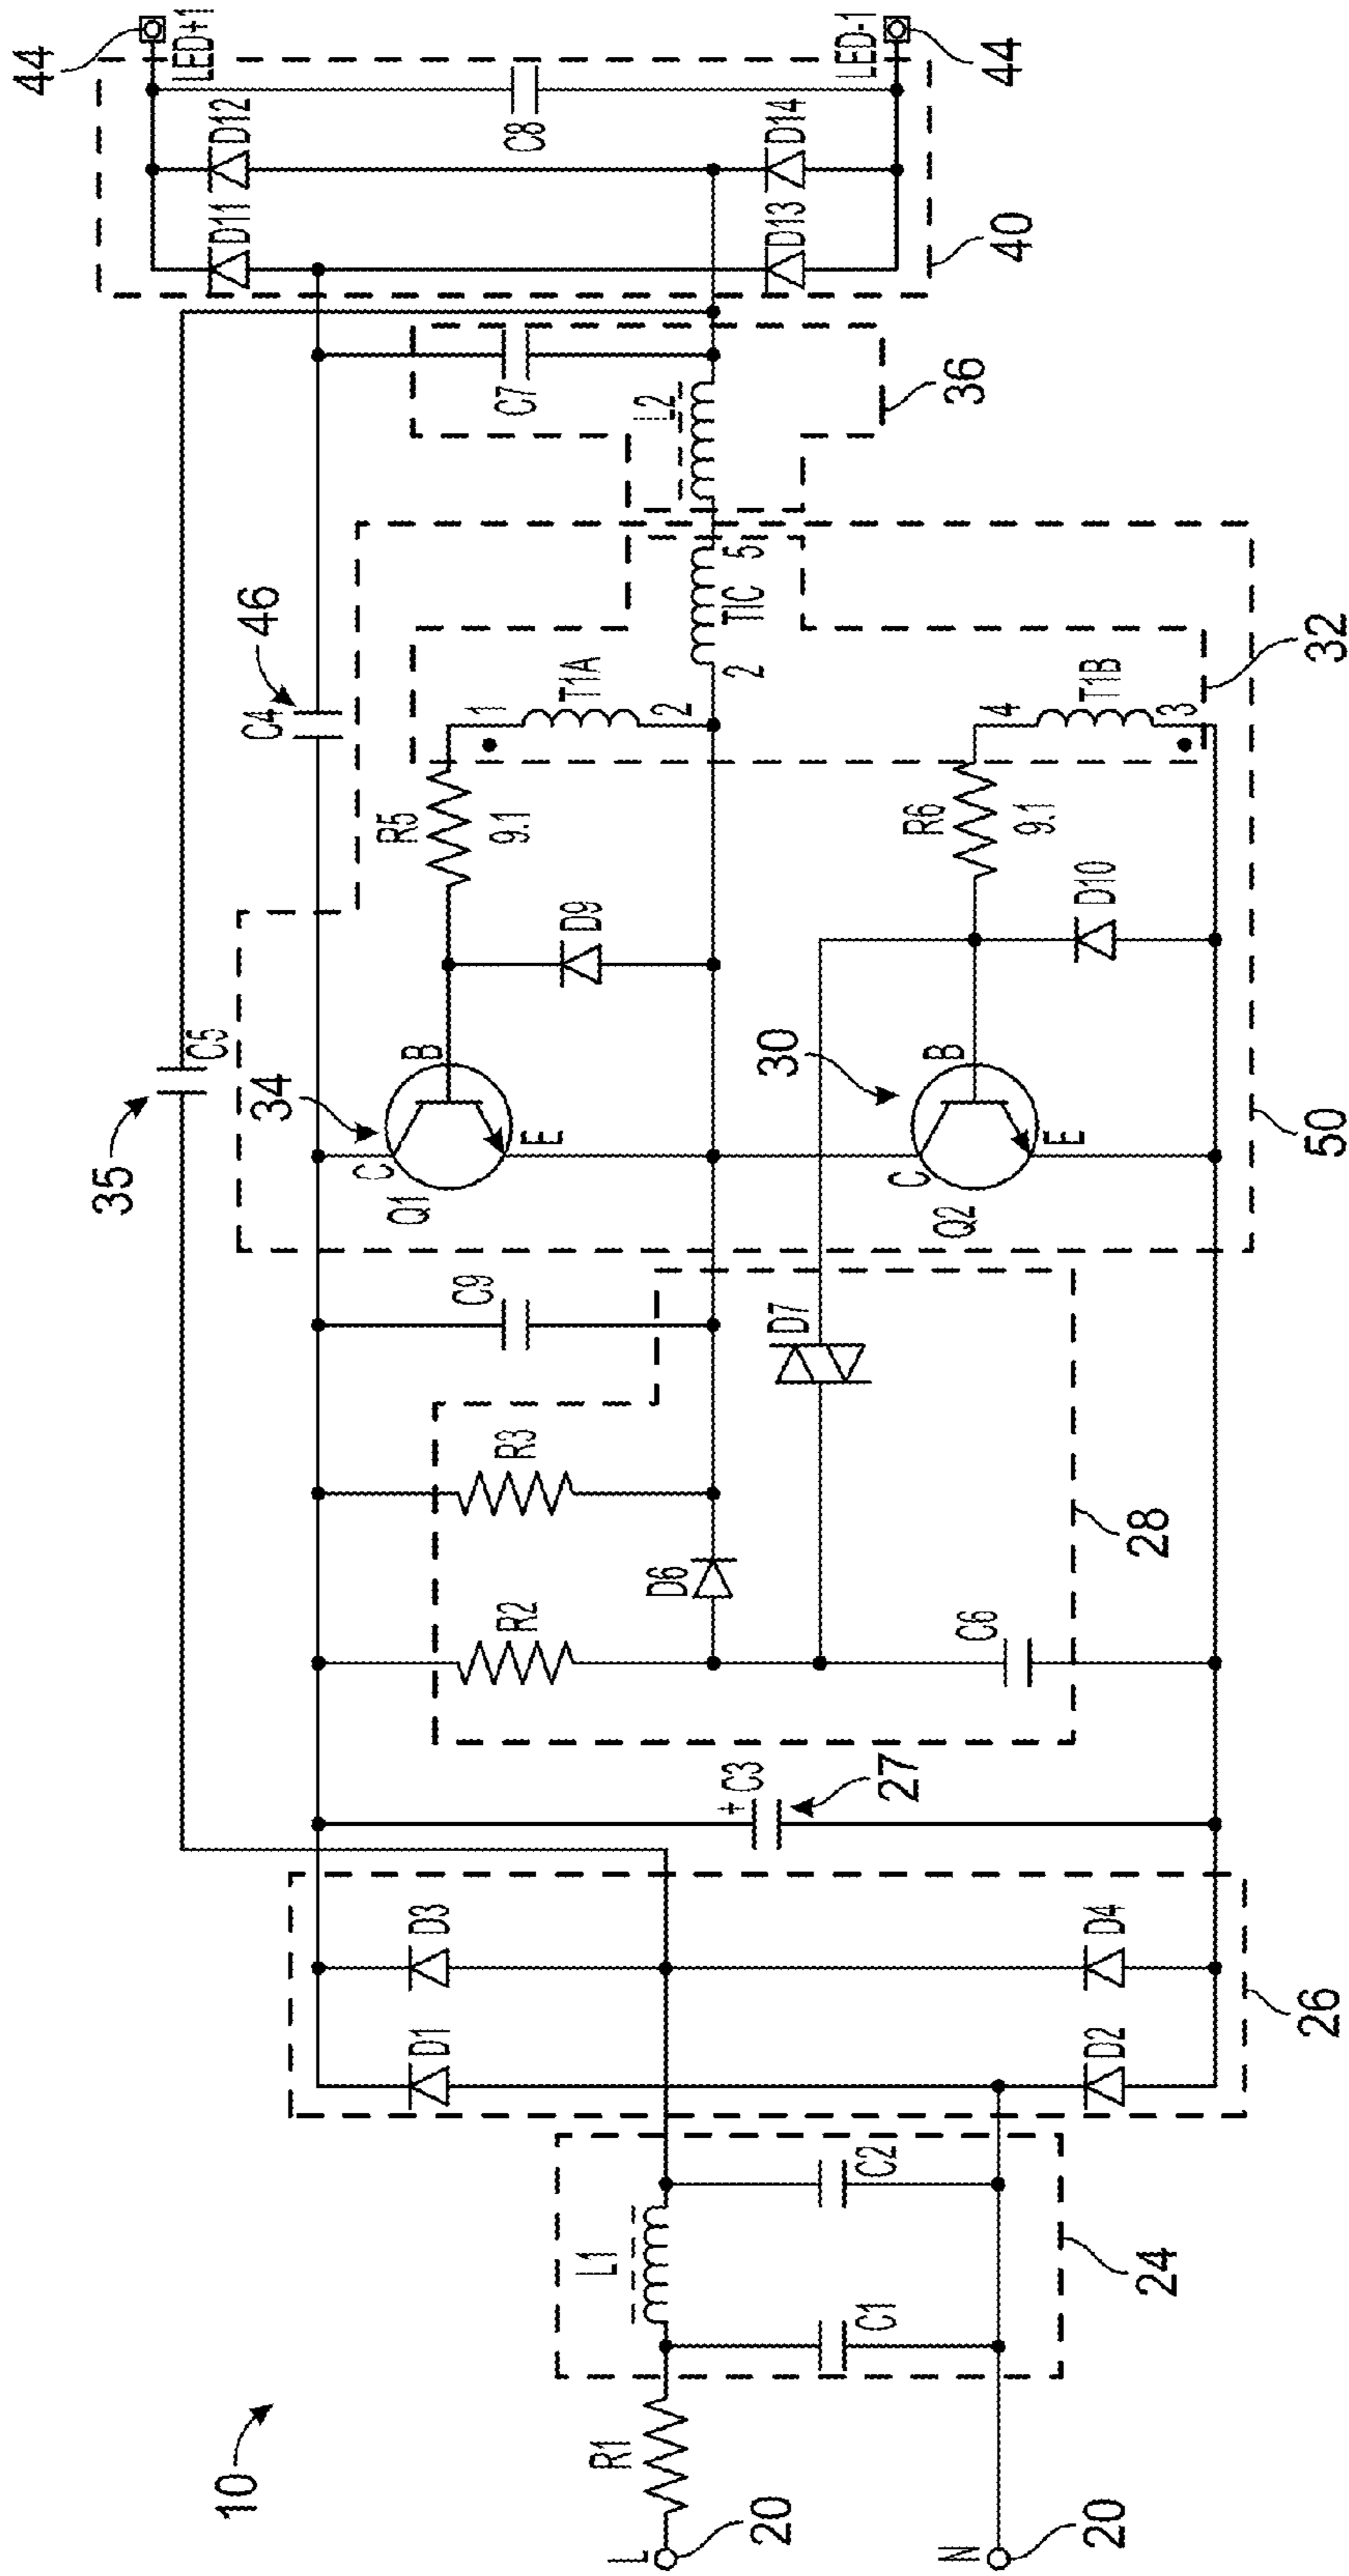 10
L
20
N
20
R1
L1
C1
C2
24
D1
D3
D2
D4
26
+
C3
27
R2
R3
D6
C6
D7
28
C9
35
C5
34
C
B
E
Q1
30
C
B
E
Q2
50
D9
D10
R5
9.1
R6
9.1
C4
46
1
T1A
2
4
T1B
3
32
2
T1C
5
L2
C7
36
D11
D12
D13
D14
C8
40
LED+1
44
LED-1
44